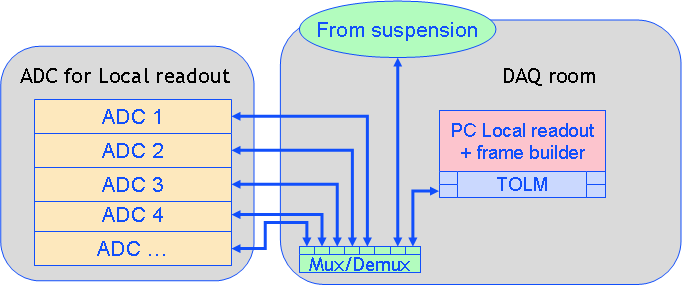 From suspension
ADC for Local readout
DAQ room
ADC 1
ADC 2
ADC 3
ADC 4
ADC ...
PC Local readout
+ frame builder
TOLM
Mux/Demux